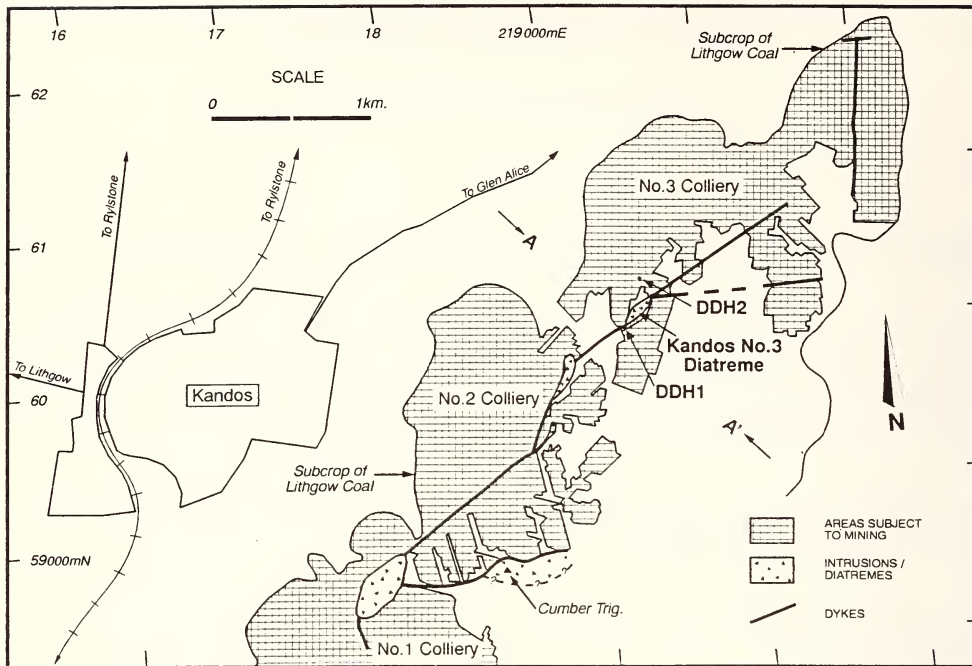 16
17
18
219000mE
Subcrop of
Lithgow Coal
SCALE
0
1km.
62
To Rylstone
To Rylstone
To Glen Alice
No.3 Colliery
A
61
DDH2
Kandos No.3
Diatreme
DDH1
To Lithgow
Kandos
60
No.2 Colliery
A'
N
Subcrop of
Lithgow Coal
59000mN
AREAS SUBJECT
TO MINING
INTRUSIONS /
DIATREMES
DYKES
Cumber Trig.
No.1 Colliery